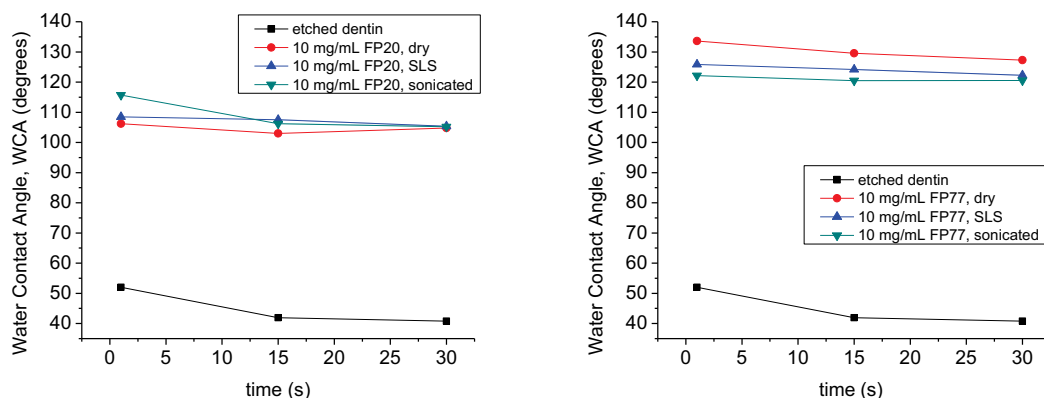 140
130
120
110
100
90
80
70
60
50
40
Water Contact Angle, WCA (degrees)
etched dentin
10 mg/mL FP20, dry
10 mg/mL FP20, SLS
10 mg/mL FP20, sonicated
0 5 10 15 20 25 30
time (s)
140
130
120
110
100
90
80
70
60
50
40
Water Contact Angle, WCA (degrees)
etched dentin
10 mg/mL FP77, dry
10 mg/mL FP77, SLS
10 mg/mL FP77, sonicated
0 5 10 15 20 25 30
time (s)